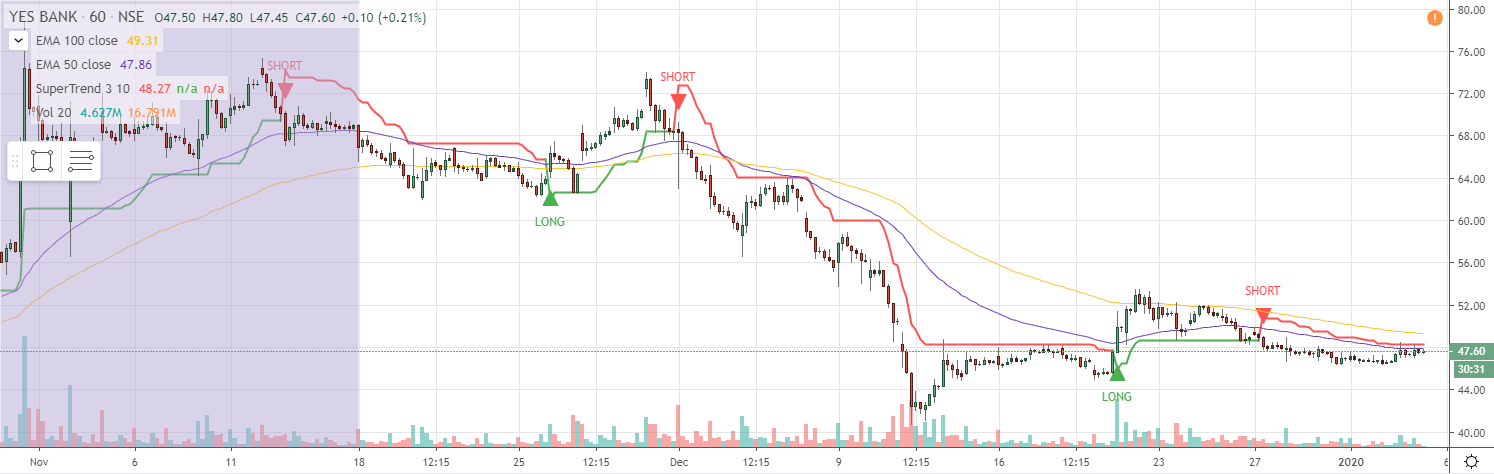 YES BANK · 60 · NSE O47.50 H47.80 L47.45 C47.60 +0.10 (+0.21%)
EMA 100 close 49.31
EMA 50 close 47.86
SuperTrend 3 10 48.27 n/a n/a
Vol 20 4.627M 16.791M
SHORT
LONG
SHORT
LONG
SHORT
80.00
76.00
72.00
68.00
64.00
60.00
56.00
52.00
47.60
30:31
44.00
40.00
Nov 6 11 18 12:15 25 12:15 Dec 12:15 9 12:15 16 12:15 23 27 2020 6